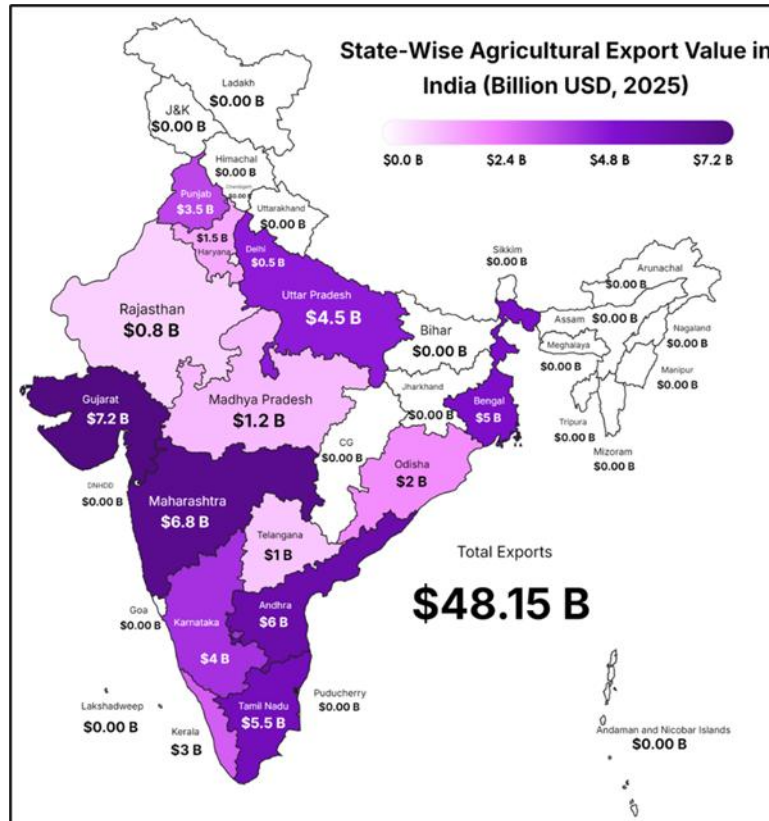 State-Wise Agricultural Export Value in
India (Billion USD, 2025)
$0.0 B
$2.4 B
$4.8 B
$7.2 B
Ladakh
$0.00 B
J&K
$0.00 B
Himachal
$0.00 B
Chandigarh
$0.00 B
Punjab
$3.5 B
Uttarakhand
$0.00 B
$1.5 B
Haryana
Delhi
$0.5 B
Sikkim
$0.00 B
Arunachal
$0.00 B
Rajasthan
$0.8 B
Uttar Pradesh
$4.5 B
Bihar
$0.00 B
Assam
$0.00 B
Nagaland
$0.00 B
Meghalaya
$0.00 B
Manipur
$0.00 B
Gujarat
$7.2 B
Madhya Pradesh
$1.2 B
Jharkhand
$0.00 B
Bengal
$5 B
Tripura
$0.00 B
Mizoram
$0.00 B
CG
$0.00 B
Odisha
$2 B
DNHDD
$0.00 B
Maharashtra
$6.8 B
Telangana
$1 B
Total Exports
$48.15 B
Goa
$0.00 B
Karnataka
$4 B
Andhra
$6 B
Lakshadweep
$0.00 B
Kerala
$3 B
Tamil Nadu
$5.5 B
Puducherry
$0.00 B
Andaman and Nicobar Islands
$0.00 B